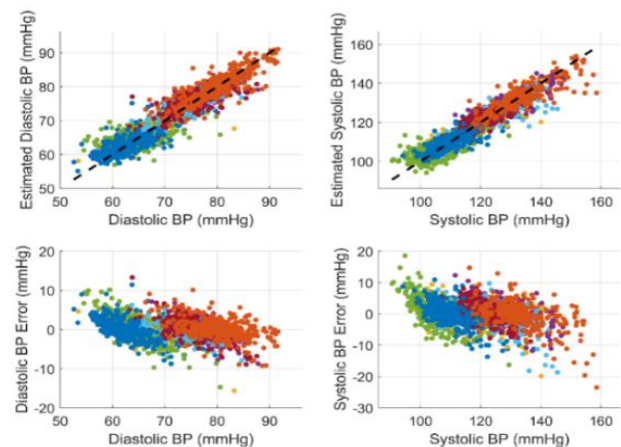 Estimated Diastolic BP (mmHg)
90
80
70
60
50
50 60 70 80 90
Diastolic BP (mmHg)
Estimated Systolic BP (mmHg)
160
140
120
100
100 120 140 160
Systolic BP (mmHg)
Diastolic BP Error (mmHg)
20
10
0
-10
-20
50 60 70 80 90
Diastolic BP (mmHg)
Systolic BP Error (mmHg)
20
10
0
-10
-20
-30
100 120 140 160
Systolic BP (mmHg)